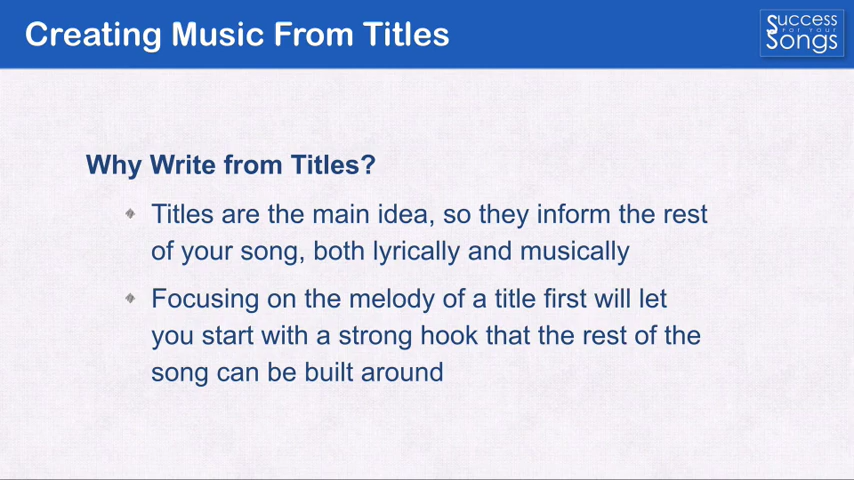 Creating Music From Titles
Success
FOR YOUR
Songs
Why Write from Titles?
Titles are the main idea, so they inform the rest
of your song, both lyrically and musically
Focusing on the melody of a title first will let
you start with a strong hook that the rest of the
song can be built around